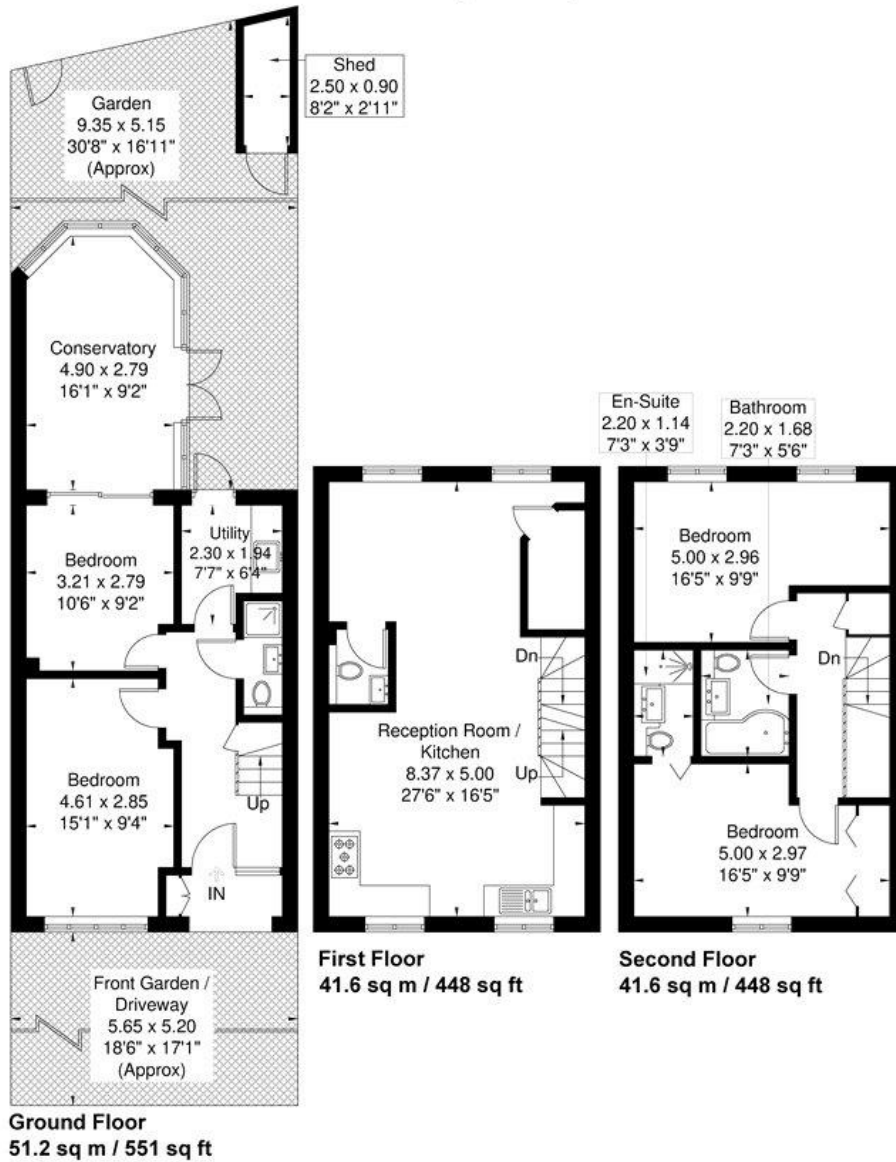 Shed
2.50 x 0.90
8'2" x 2'11"
Garden
9.35 x 5.15
30'8" x 16'11"
(Approx)
Conservatory
4.90 x 2.79
16'1" x 9'2"
Utility
2.30 x 1.94
7'7" x 6'4"
Bedroom
3.21 x 2.79
10'6" x 9'2"
Bedroom
4.61 x 2.85
15'1" x 9'4"
Up
IN
Front Garden /
Driveway
5.65 x 5.20
18'6" x 17'1"
(Approx)
Ground Floor
51.2 sq m / 551 sq ft
Dn
Reception Room /
Kitchen
8.37 x 5.00
27'6" x 16'5"
Up
First Floor
41.6 sq m / 448 sq ft
En-Suite
2.20 x 1.14
7'3" x 3'9"
Bathroom
2.20 x 1.68
7'3" x 5'6"
Bedroom
5.00 x 2.96
16'5" x 9'9"
Dn
Bedroom
5.00 x 2.97
16'5" x 9'9"
Second Floor
41.6 sq m / 448 sq ft